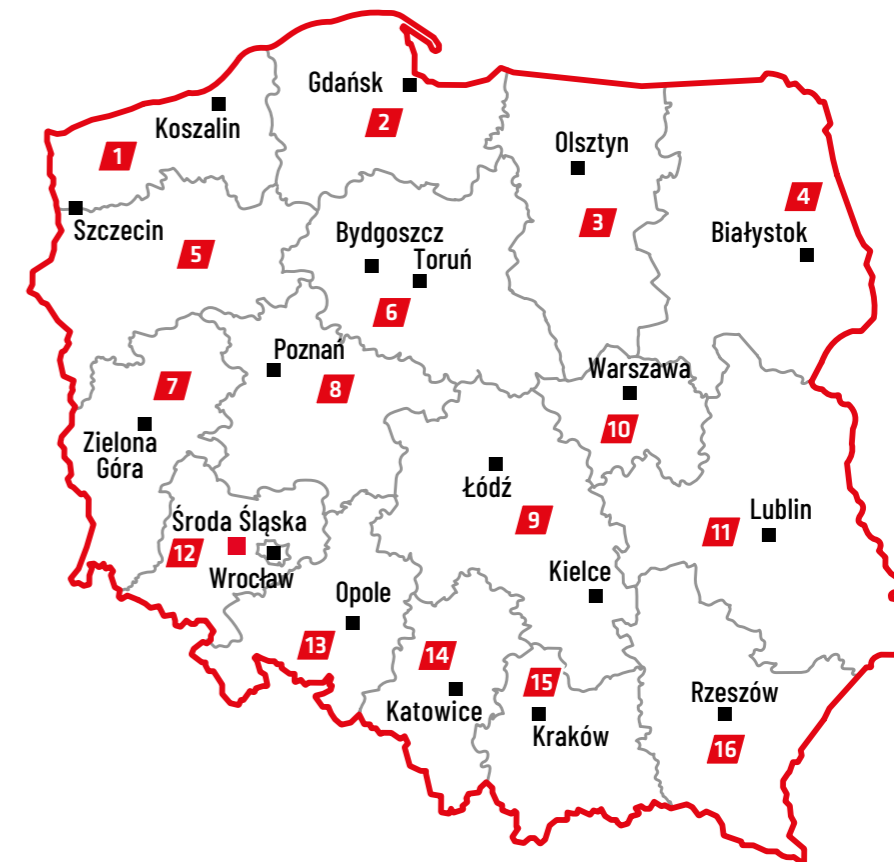 Gdańsk
2
Koszalin
1
Olsztyn
3
4
Szczecin
5
Bydgoszcz
Toruń
6
Białystok
Poznań
7
8
Warszawa
10
Zielona
Góra
Łódź
9
Lublin
11
Środa Śląska
12
Wrocław
Kielce
Opole
13
14
Katowice
15
Kraków
Rzeszów
16